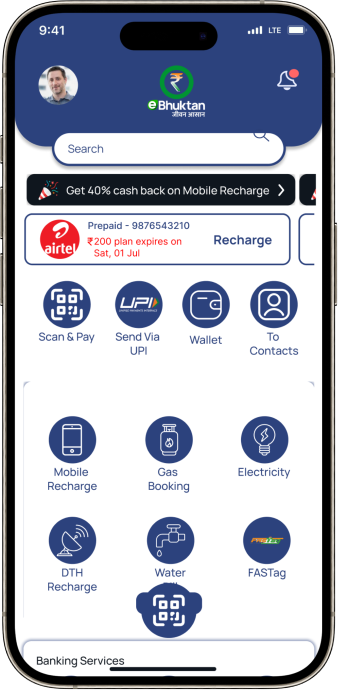 9:41
LTE
₹
eBhuktan
जीवन आसान
Search
Get 40% cash back on Mobile Recharge
airtel
Prepaid - 9876543210
₹200 plan expires on
Sat, 01 Jul
Recharge
UPI
Scan & Pay
Send Via
UPI
Wallet
To
Contacts
Mobile
Recharge
Gas
Booking
Electricity
DTH
Recharge
Water
FASTag
FASTag
Banking Services